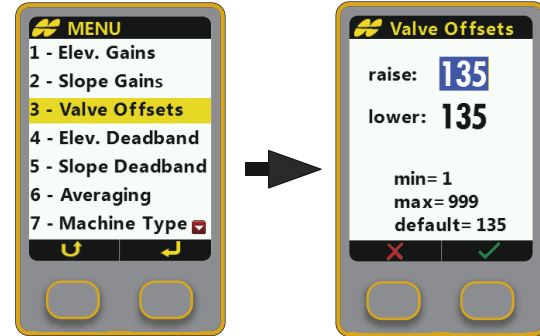 MENU
1 - Elev. Gains
2 - Slope Gains
3 - Valve Offsets
4 - Elev. Deadband
5 - Slope Deadband
6 - Averaging
7 - Machine Type
Valve Offsets
raise: 135
lower: 135
min= 1
max= 999
default= 135